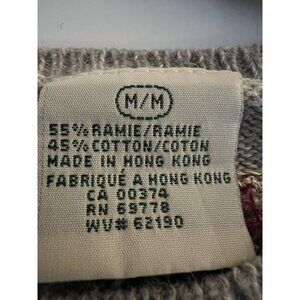 M/M
55% RAMIE/RAMIE
45% COTTON/COTON
MADE IN HONG KONG
FABRIQUÉ A HONG KONG
CA 00374
RN 69778
WV# 62190